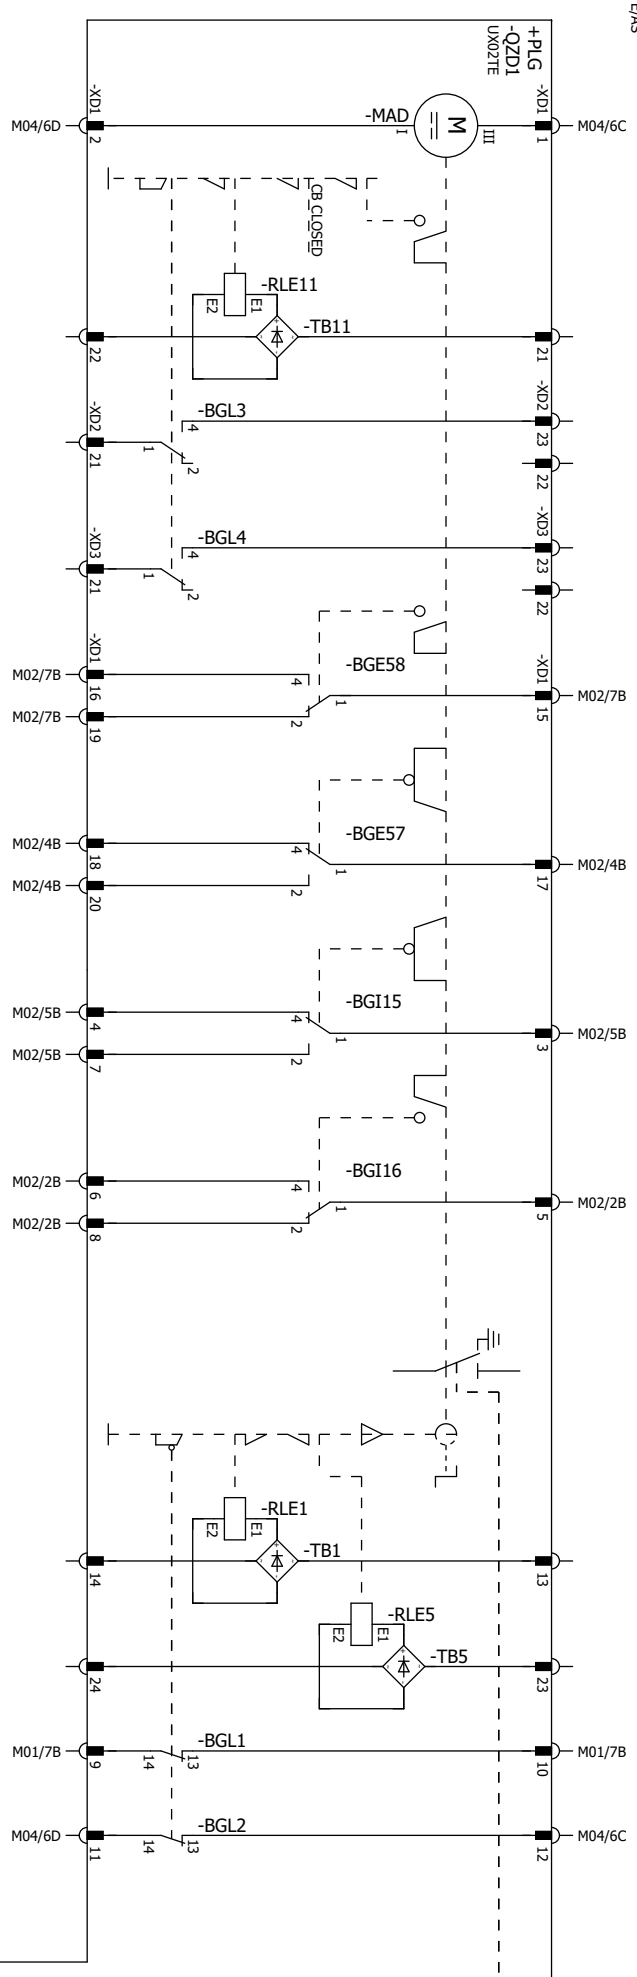 E/AS
+PLG
-QZD1
UX02TE
-XD1
-XD1
M04/6D
2
-MAD
I
M
III
1
M04/6C
CB CLOSED
-RLE11
E2
E1
-TB11
22
21
-XD2
-BGL3
4
-XD2
23
21
1
2
22
-XD3
-BGL4
4
-XD3
23
21
1
2
22
-XD1
-BGE58
-XD1
M02/7B
16
4
1
15
M02/7B
M02/7B
19
2
-BGE57
M02/4B
18
4
1
17
M02/4B
M02/4B
20
2
-BGI15
M02/5B
4
4
1
3
M02/5B
M02/5B
7
2
-BGI16
M02/2B
6
4
1
5
M02/2B
M02/2B
8
2
-RLE1
E2
E1
-TB1
14
13
-RLE5
E2
E1
-TB5
24
23
-BGL1
M01/7B
9
14
13
10
M01/7B
-BGL2
M04/6D
11
14
13
12
M04/6C